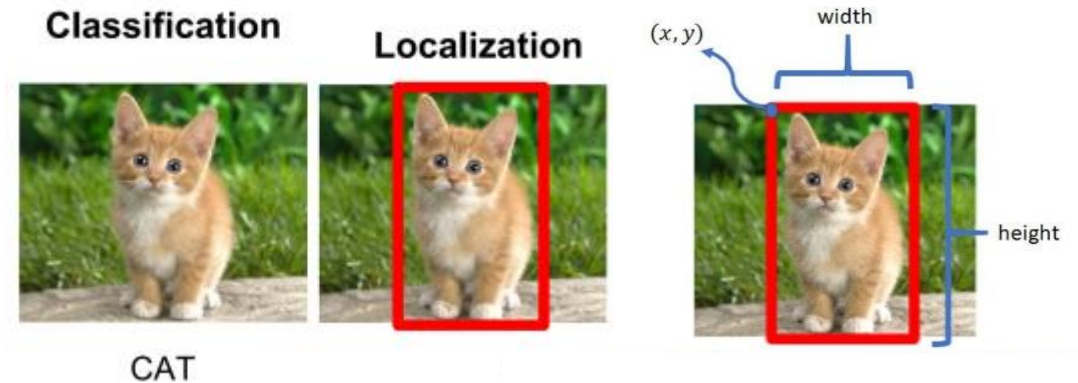 Classification
CAT
Localization
(x, y)
width
height